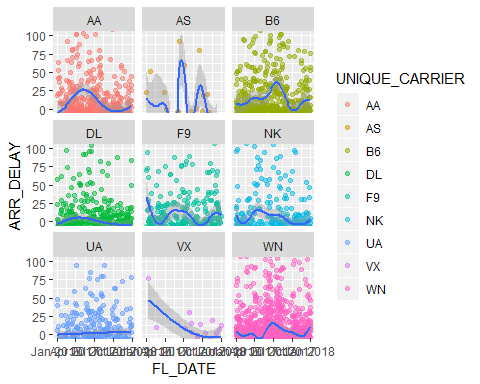 AA AS B6
100
75
50
25
0
DL F9 NK
100
75
50
25
0
UA VX WN
100
75
50
25
0
ARR_DELAY
FL_DATE
UNIQUE_CARRIER
AA
AS
B6
DL
F9
NK
UA
VX
WN